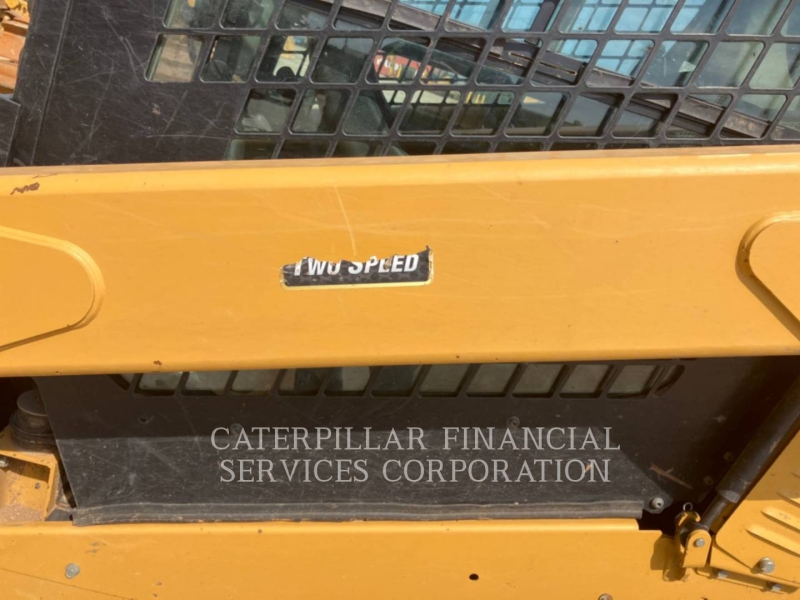 TWO SPEED
CATERPILLAR FINANCIAL
SERVICES CORPORATION